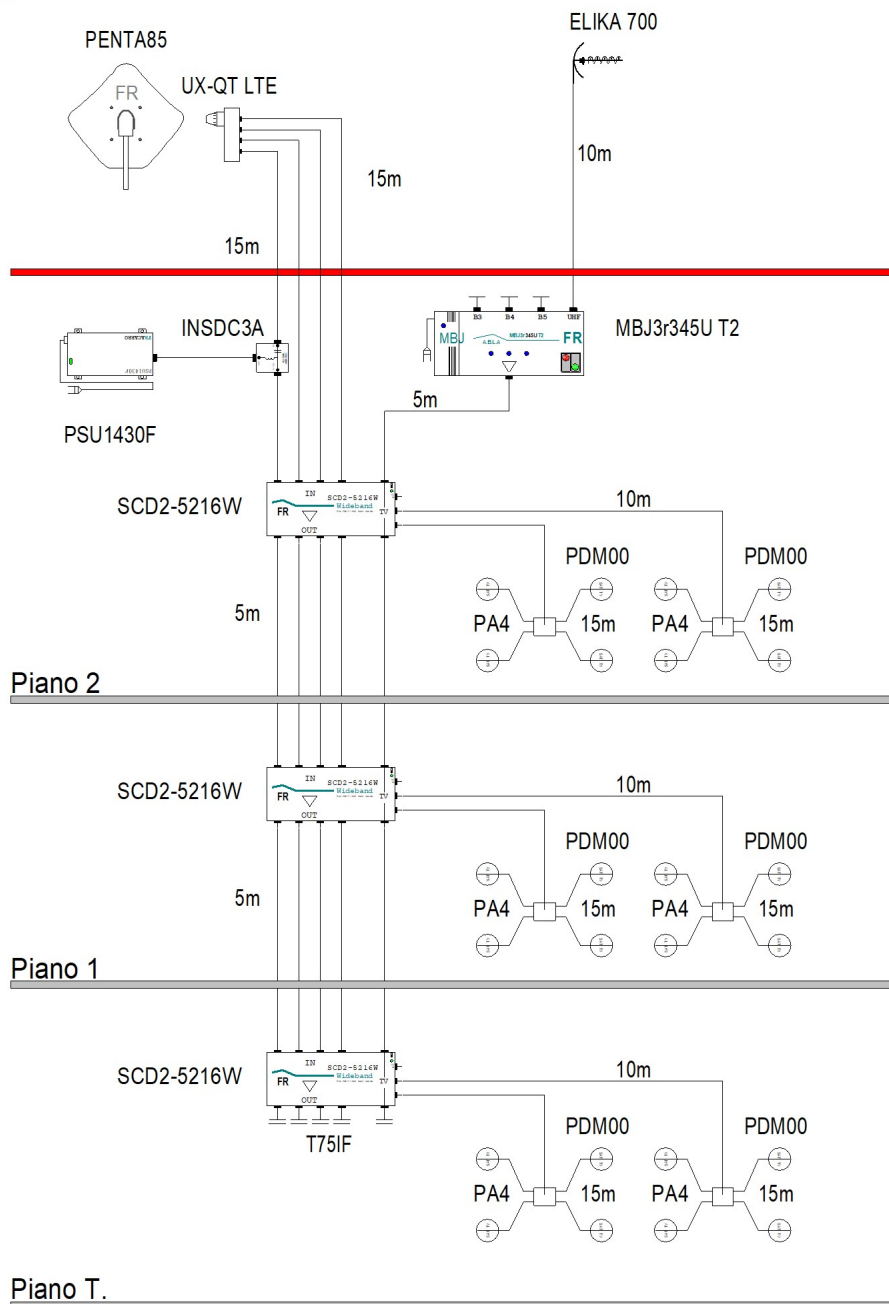 ELIKA 700
PENTA85
FR
UX-QT LTE
10m
15m
15m
INSDC3A
B3 B4 B5 UHF
MBJ
A.B.L.A
MBJ3r345U T2
FR
MBJ3r345U T2
PSU1430F
5m
SCD2-5216W
IN
SCD2-5216W
Wideband
FR
TV
OUT
10m
PDM00
PDM00
5m
PA4
15m
PA4
15m
Piano 2
SCD2-5216W
IN
SCD2-5216W
Wideband
FR
TV
OUT
10m
PDM00
PDM00
5m
PA4
15m
PA4
15m
Piano 1
SCD2-5216W
IN
SCD2-5216W
Wideband
FR
TV
OUT
10m
T75IF
PDM00
PDM00
PA4
15m
PA4
15m
Piano T.